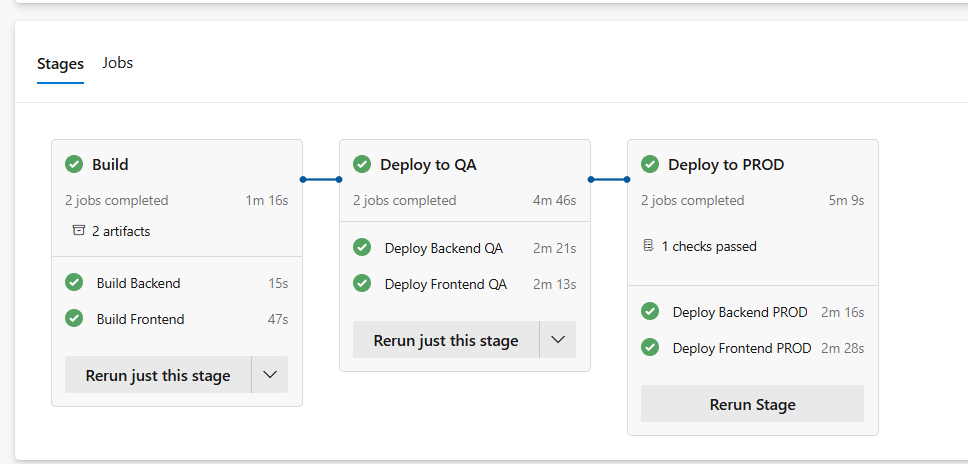 Stages Jobs
Build
2 jobs completed 1m 16s
2 artifacts
Build Backend 15s
Build Frontend 47s
Rerun just this stage
Deploy to QA
2 jobs completed 4m 46s
Deploy Backend QA 2m 21s
Deploy Frontend QA 2m 13s
Rerun just this stage
Deploy to PROD
2 jobs completed 5m 9s
1 checks passed
Deploy Backend PROD 2m 16s
Deploy Frontend PROD 2m 28s
Rerun Stage